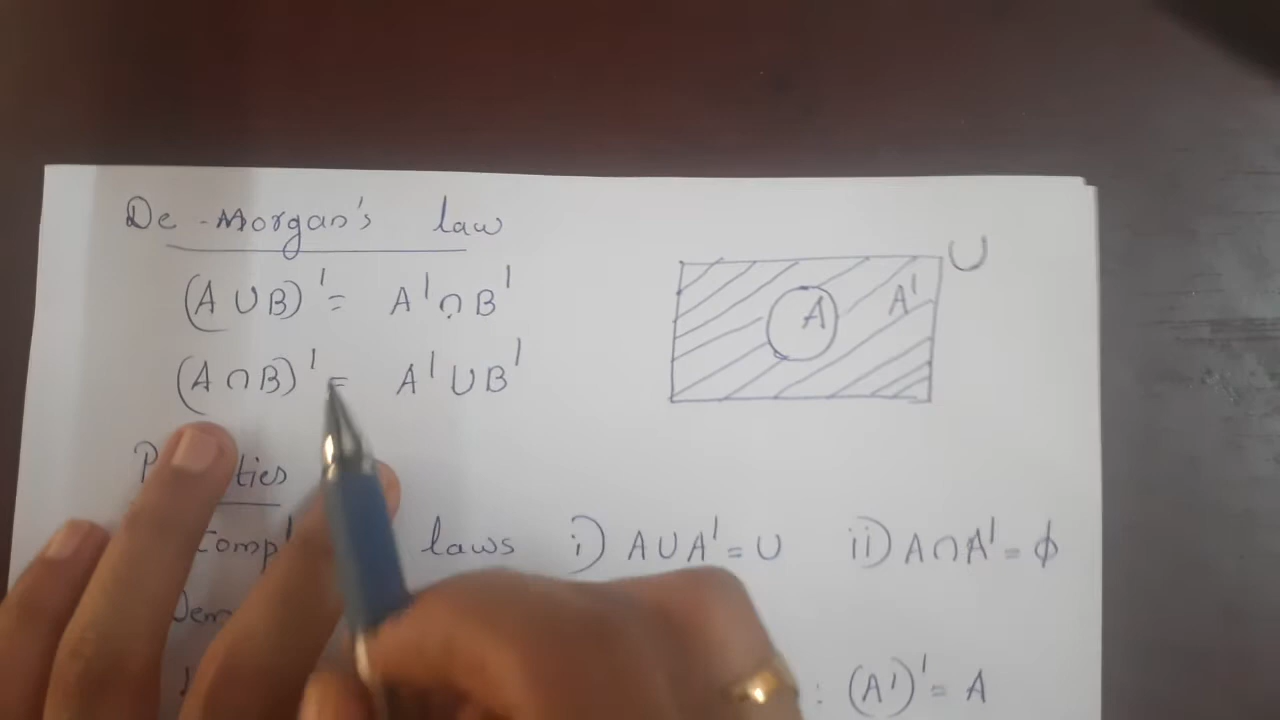 De-Morgan's law
(A ∪ B)' = A' ∩ B'
(A ∩ B)' = A' ∪ B'
U
A
A'
laws i) A ∪ A' = U ii) A ∩ A' = ϕ
: (A')' = A